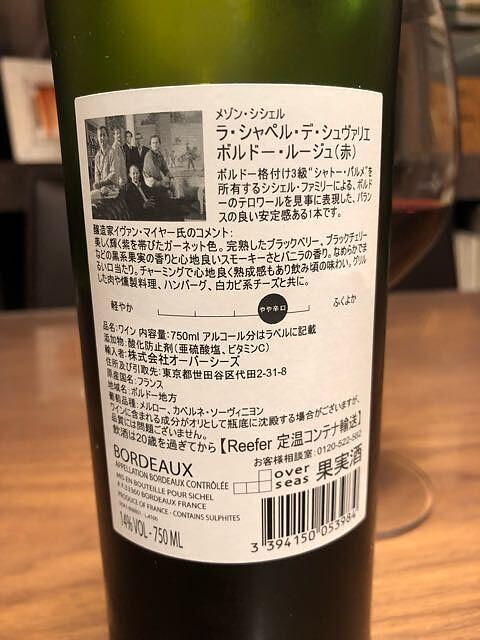 メゾン・シシェル
ラ・シャペル・デ・シュヴァリエ
ボルドー・ルージュ(赤)
ボルドー格付け3級"シャトー・パルメ"を
所有するシシェル・ファミリーによる、ボルド
ーのテロワールを見事に表現した、バラン
スの良い安定感ある1本です。
醸造家イヴァン・マイヤー氏のコメント:
美しく輝く紫を帯びたガーネット色。完熟したブラックベリー、ブラックチェリー
などの黒系果実の香りと心地良いスモーキーさとバニラの香り。なめらかでま
るい口当たり。チャーミングで心地良く熟成感もあり飲み頃の味わい。グリル
した肉や燻製料理、ハンバーグ、白カビ系チーズと共に。
軽やか やや辛口 ふくよか
品名:ワイン 内容量:750ml アルコール分はラベルに記載
添加物:酸化防止剤(亜硫酸塩、ビタミンC)
輸入者:株式会社オーバーシーズ
住所及び引取先:東京都世田谷区代田2-31-8
原産国名:フランス
地域名:ボルドー地方
葡萄品種:メルロー、カベルネ・ソーヴィニヨン
ワインに含まれる成分がオリとして瓶底に沈殿する場合がございますが、
品質には問題ございません。
飲酒は20歳を過ぎてから【Reefer 定温コンテナ輸送】
お客様相談室:0120-522-582
BORDEAUX
APPELLATION BORDEAUX CONTRÔLÉE
MIS EN BOUTEILLE POUR SICHEL
À F.33360 BORDEAUX FRANCE
PRODUCE OF FRANCE - CONTAINS SULPHITES
14% VOL - 750 ML
over seas
果実酒
3 394150 053984